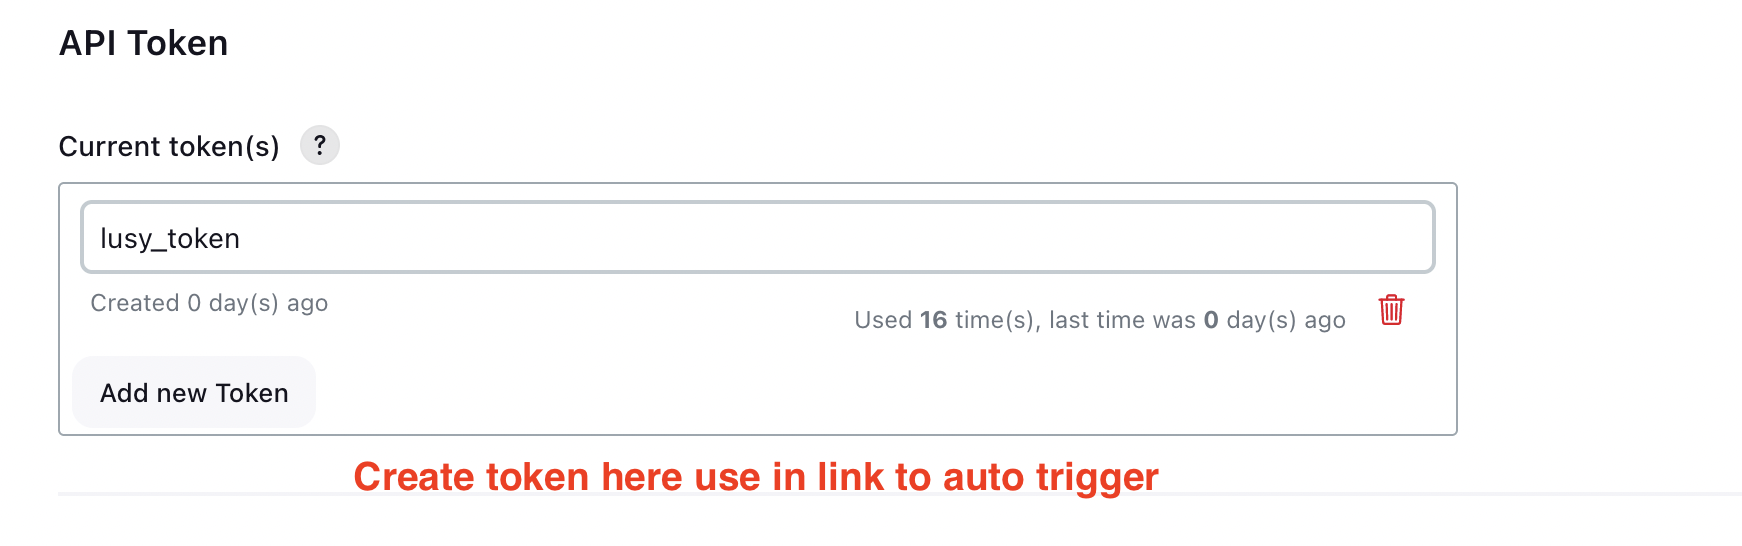 API Token
Current token(s) ?
lusy_token
Created 0 day(s) ago
Used 16 time(s), last time was 0 day(s) ago
Add new Token
Create token here use in link to auto trigger